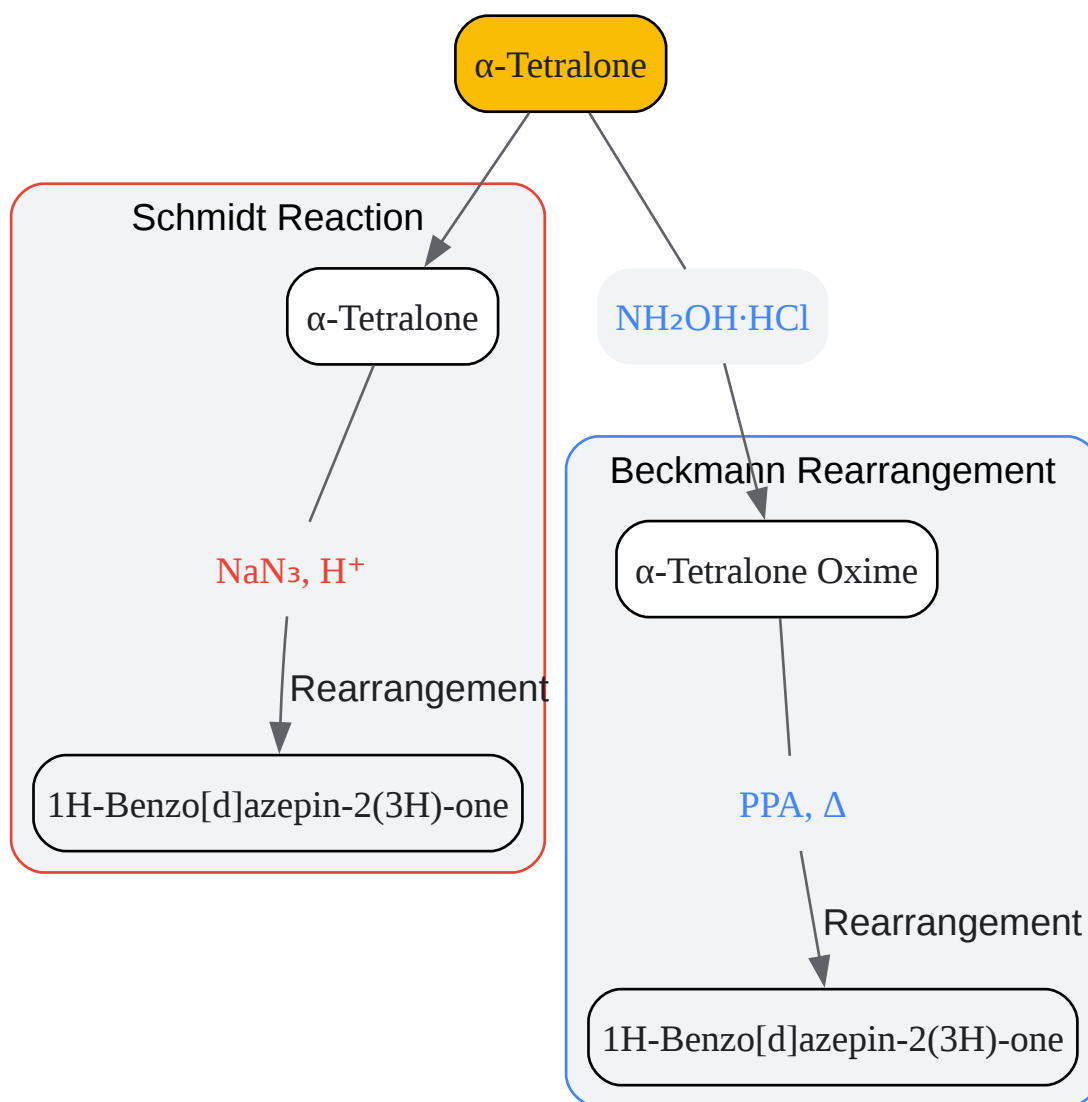 α-Tetralone
Schmidt Reaction
α-Tetralone
NaN₃, H⁺
Rearrangement
1H-Benzo[d]azepin-2(3H)-one
NH₂OH·HCl
Beckmann Rearrangement
α-Tetralone Oxime
PPA, Δ
Rearrangement
1H-Benzo[d]azepin-2(3H)-one